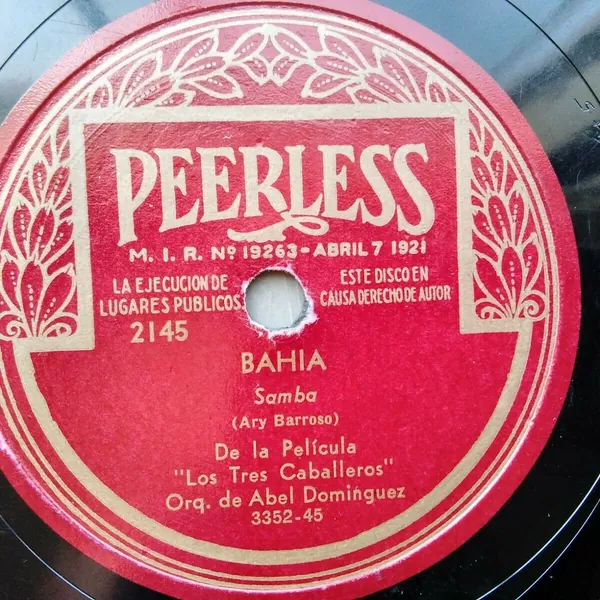 PEERLESS
M. I. R. Nº 19263-ABRIL 7 1921
LA EJECUCION DE ESTE DISCO EN
LUGARES PUBLICOS CAUSA DERECHO DE AUTOR
2145
BAHIA
Samba
(Ary Barroso)
De la Película
"Los Tres Caballeros"
Orq. de Abel Domínguez
3352-45